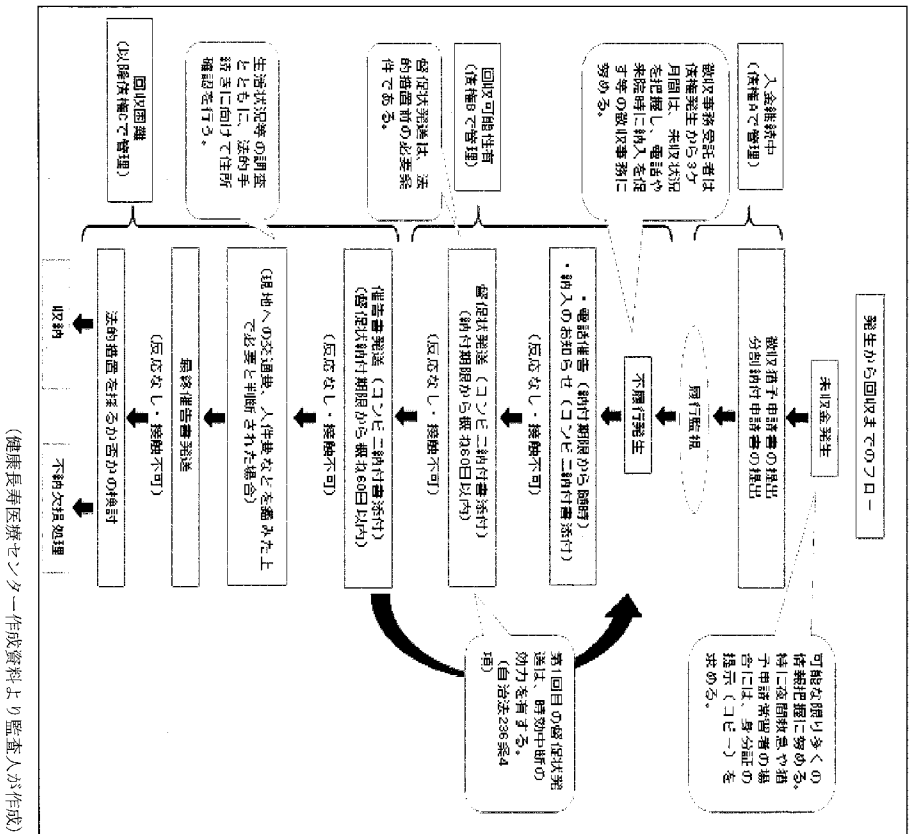 発生から回収までのフロー
未収金発生
可能な限り多くの
情報把握に努める。
特に夜間救急や猶
予申請常習者の場
合には、身分証の
提示（コピー）を
求める。
入金継続中
（債権Aで管理）
徴収猶予申請書の提出
分割納付申請書の提出
履行監視
徴収事務受託者は
債権発生から3ケ
月間は、未収状況
を把握し、電話や
来院時に納入を促
す等の徴収事務に
努める。
不履行発生
回収可能性有
（債権Bで管理）
・電話催告（納付期限から随時）
・納入のお知らせ（コンビニ納付書添付）
（反応なし・接触不可）
督促状発送は、法
的措置前の必要条
件である。
督促状発送（コンビニ納付書添付）
（納付期限から概ね60日以内）
第1回目の督促状発
送は、時効中断の
効力を有する。
（自治法236条4
項）
（反応なし・接触不可）
催告書発送（コンビニ納付書添付）
（督促状納付期限から概ね60日以内）
（反応なし・接触不可）
生活状況等の調査
とともに、法的手
続きに向けて住所
確認を行う。
（現地への交通費、人件費などを鑑みた上
で必要と判断された場合）
回収困難
（以降債権Cで管理）
最終催告書発送
（反応なし・接触不可）
法的措置を採るか否かの検討
収納
不納欠損処理
（健康長寿医療センター作成資料より監査人が作成）